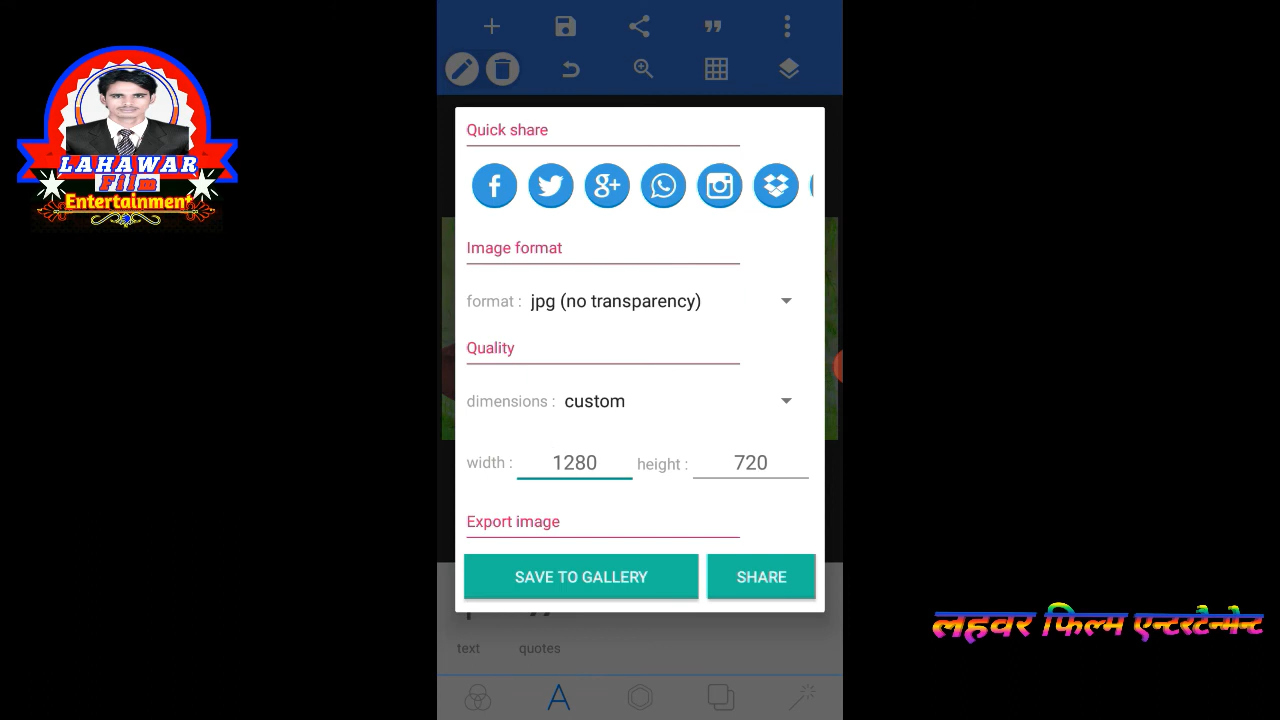 LAHAWAR
Film
Entertainment
Quick share
Image format
format : jpg (no transparency)
Quality
dimensions : custom
width : 1280 height : 720
Export image
SAVE TO GALLERY SHARE
text quotes
लहवर फिल्म एन्टरटैन्मेन्ट